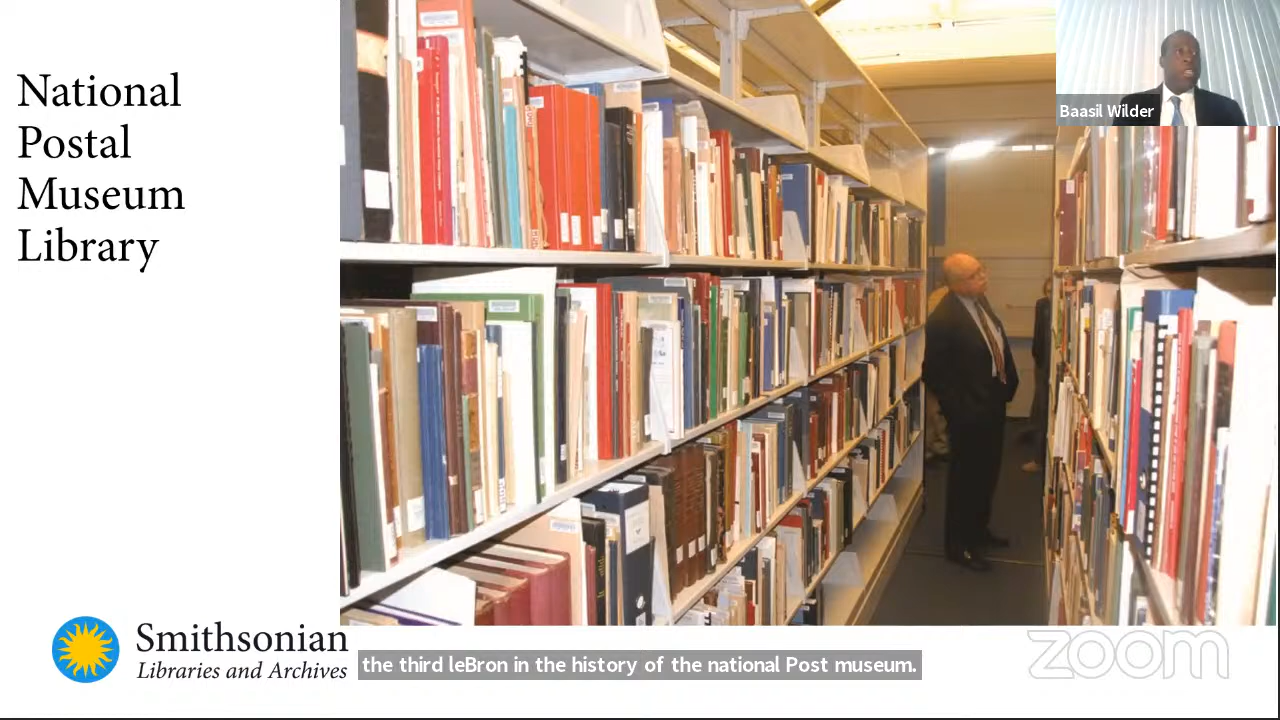 National
Postal
Museum
Library
Baasil Wilder
Smithsonian
Libraries and Archives
the third leBron in the history of the national Post museum.
zoom